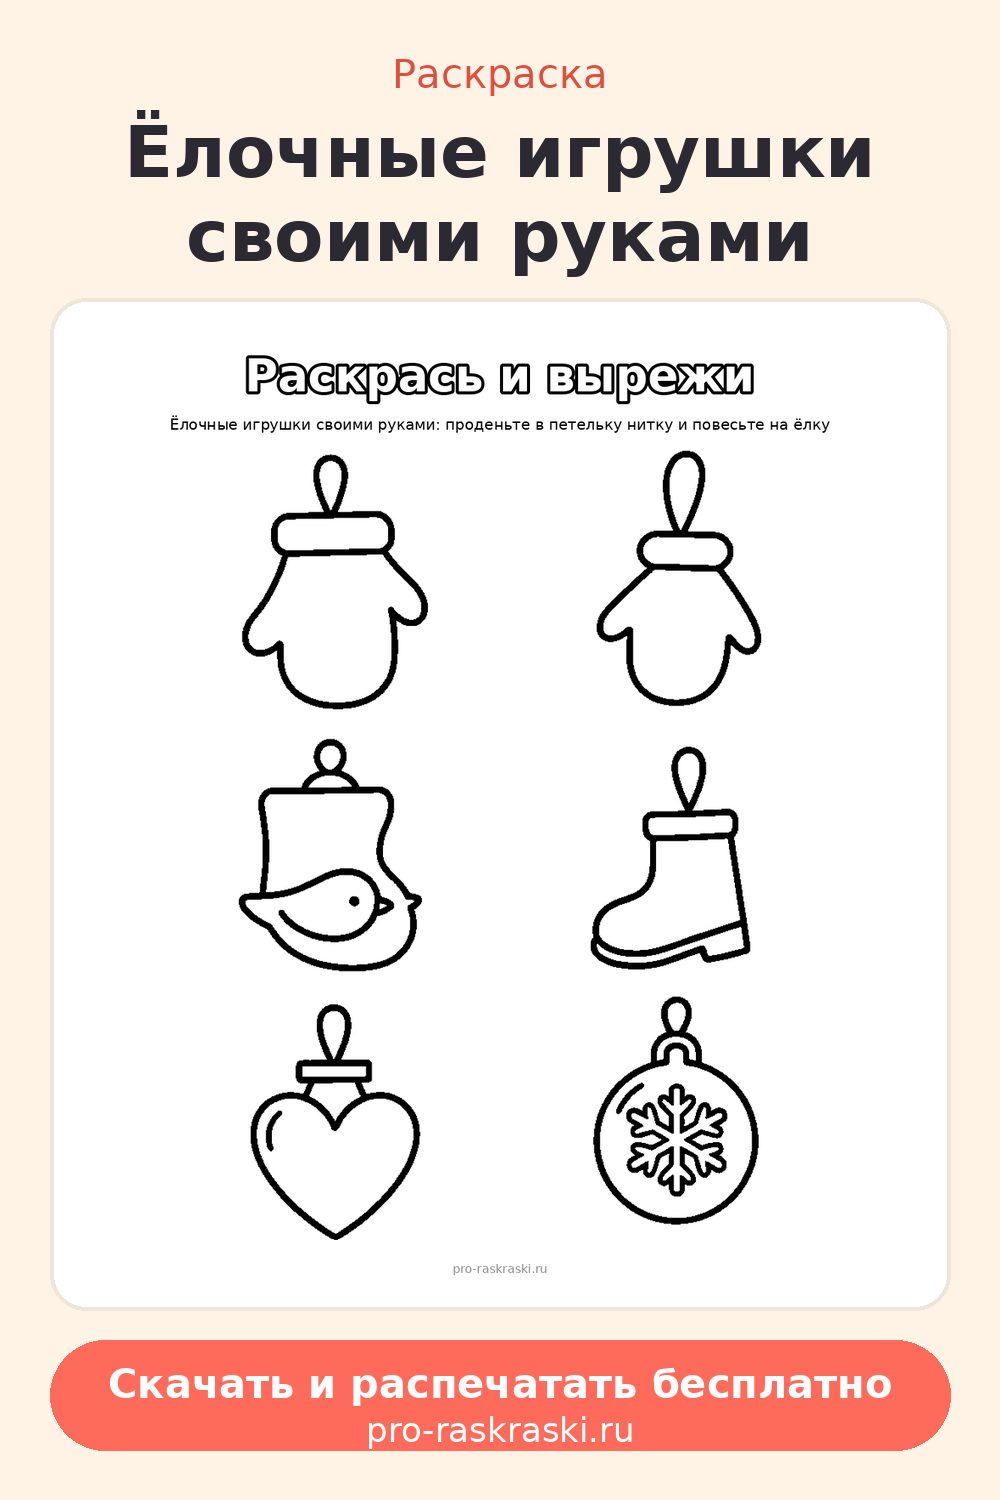 Раскраска
Ёлочные игрушки
своими руками
Раскрась и вырежи
Ёлочные игрушки своими руками: проденьте в петельку нитку и повесьте на ёлку
pro-raskraski.ru
Скачать и распечатать бесплатно
pro-raskraski.ru